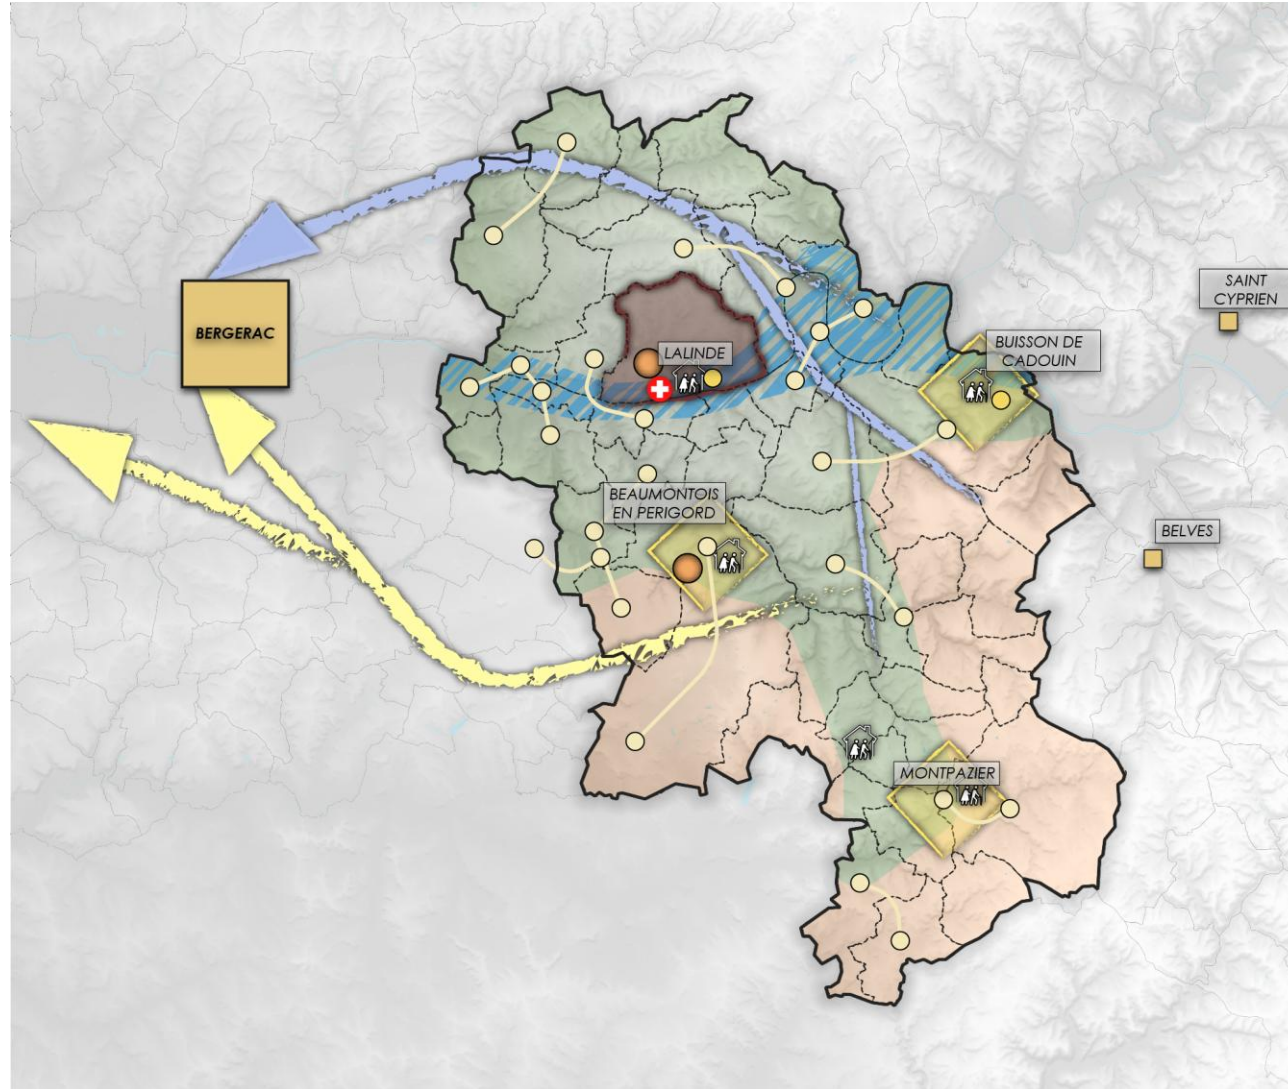 SAINT
CYPRIEN
BERGERAC
LALINDE
BUISSON DE
CADOUIN
BEAUMONTOIS
EN PERIGORD
BELVES
MONTPAZIER